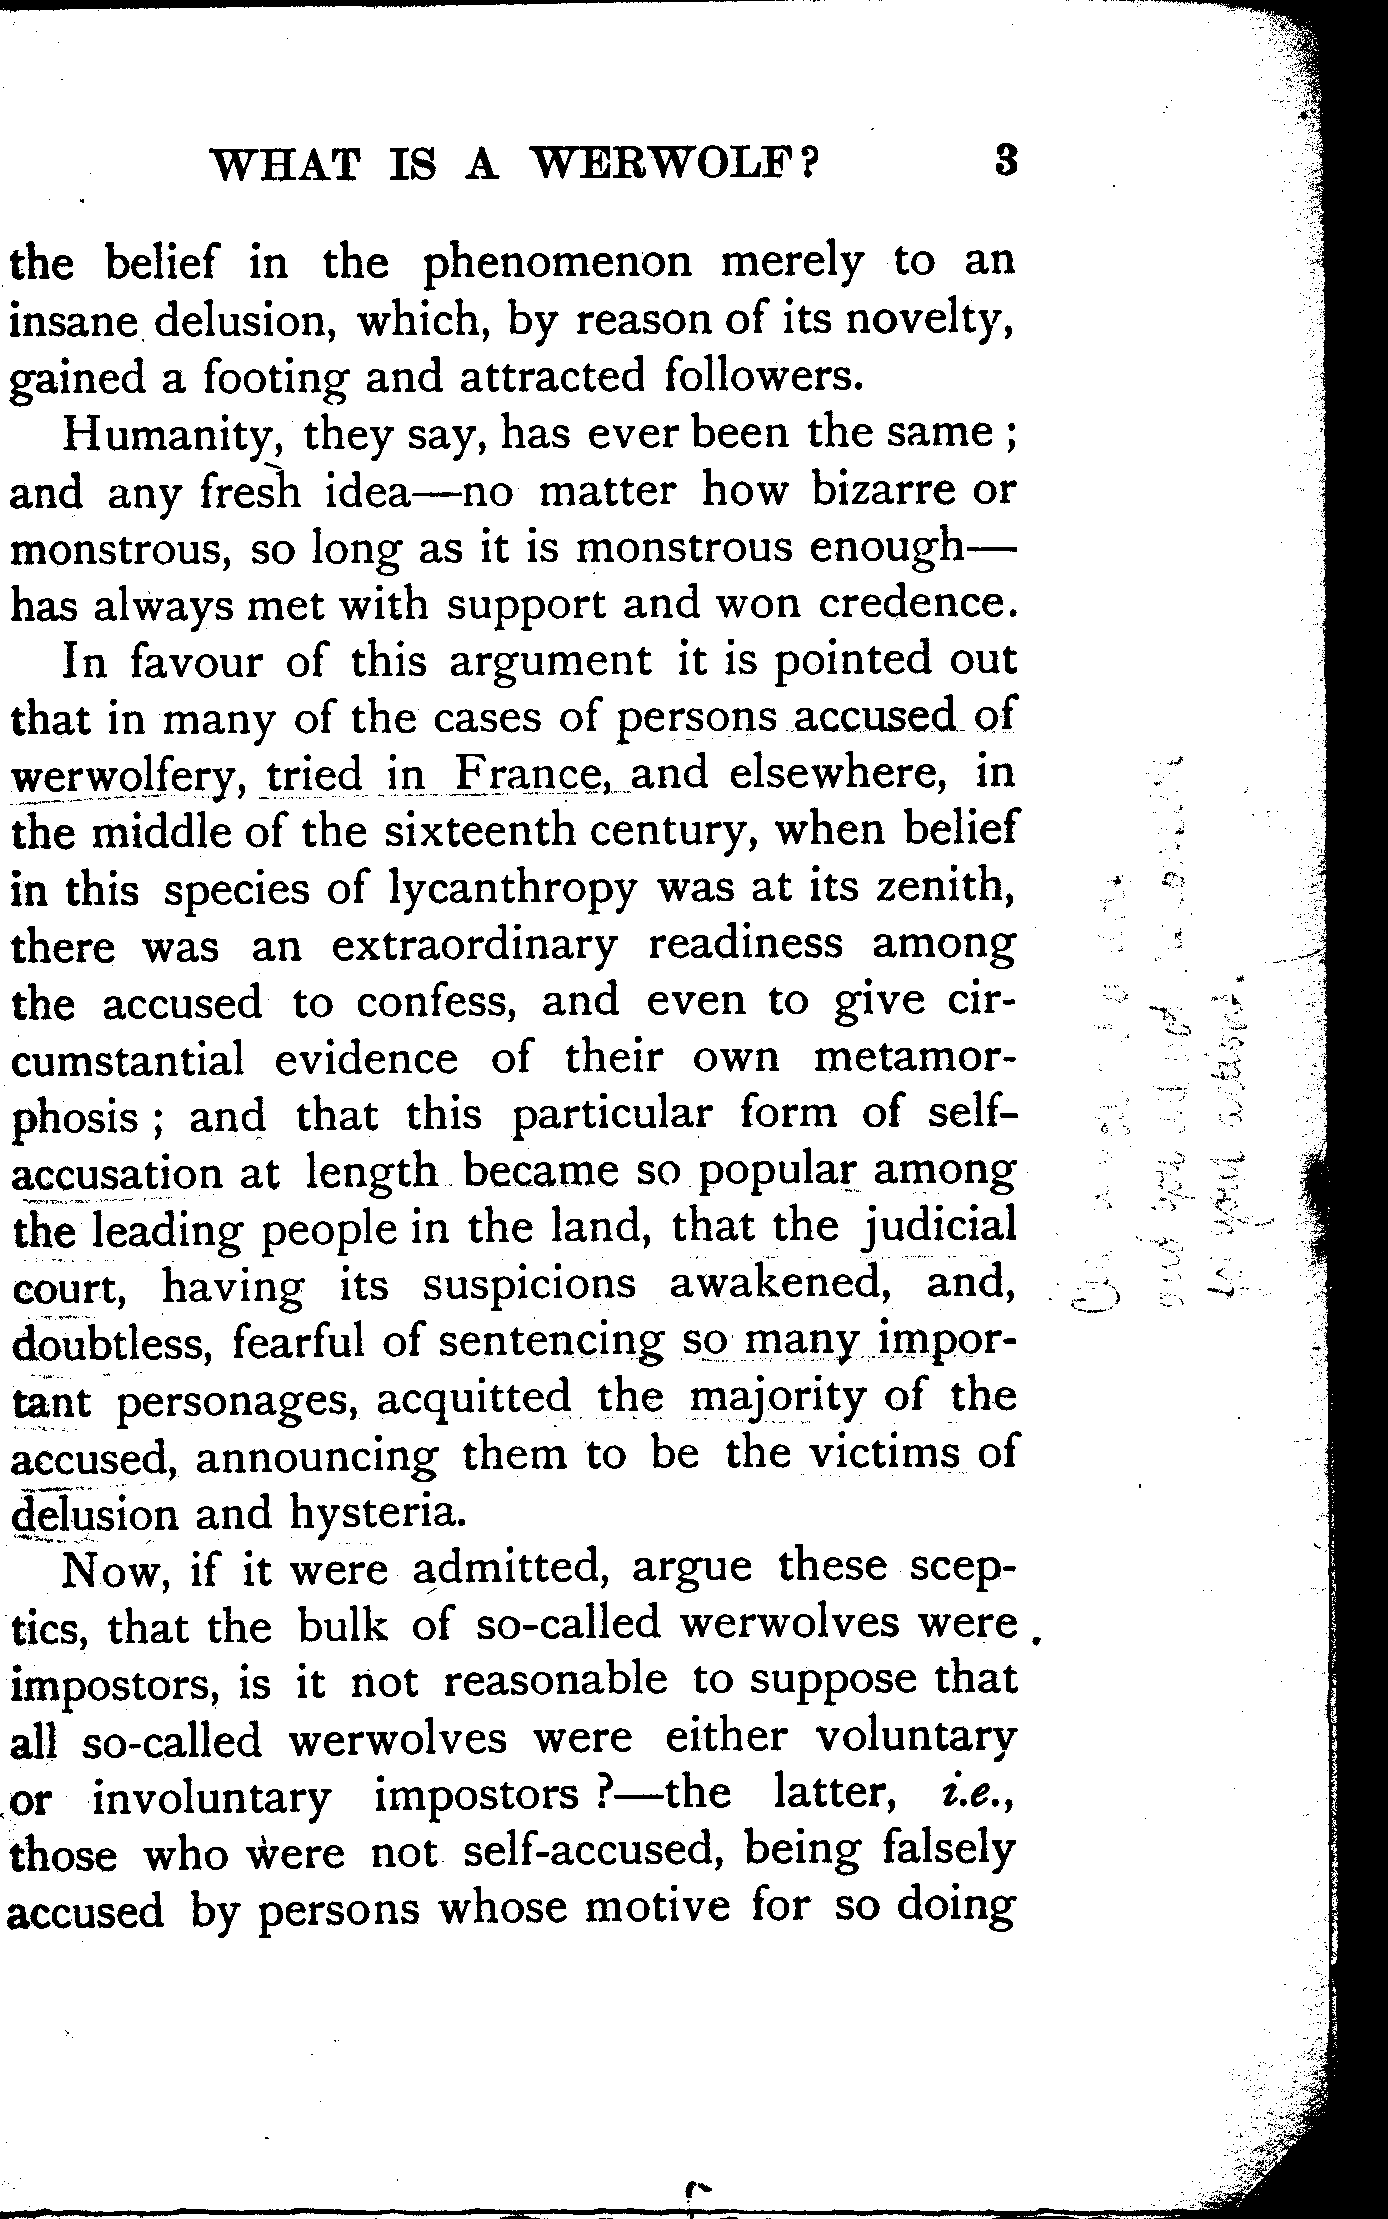 WHAT IS A WERWOLF? 3
the belief in the phenomenon merely to an
insane delusion, which, by reason of its novelty,
gained a footing and attracted followers.
Humanity, they say, has ever been the same ;
and any fresh idea—no matter how bizarre or
monstrous, so long as it is monstrous enough—
has always met with support and won credence.
In favour of this argument it is pointed out
that in many of the cases of persons accused of
werwolfery, tried in France, and elsewhere, in
the middle of the sixteenth century, when belief
in this species of lycanthropy was at its zenith,
there was an extraordinary readiness among
the accused to confess, and even to give cir-
cumstantial evidence of their own metamor-
phosis ; and that this particular form of self-
accusation at length became so popular among
the leading people in the land, that the judicial
court, having its suspicions awakened, and,
doubtless, fearful of sentencing so many impor-
tant personages, acquitted the majority of the
accused, announcing them to be the victims of
delusion and hysteria.
Now, if it were admitted, argue these scep-
tics, that the bulk of so-called werwolves were
impostors, is it not reasonable to suppose that
all so-called werwolves were either voluntary
or involuntary impostors ?—the latter, i.e.,
those who were not self-accused, being falsely
accused by persons whose motive for so doing
your actions.